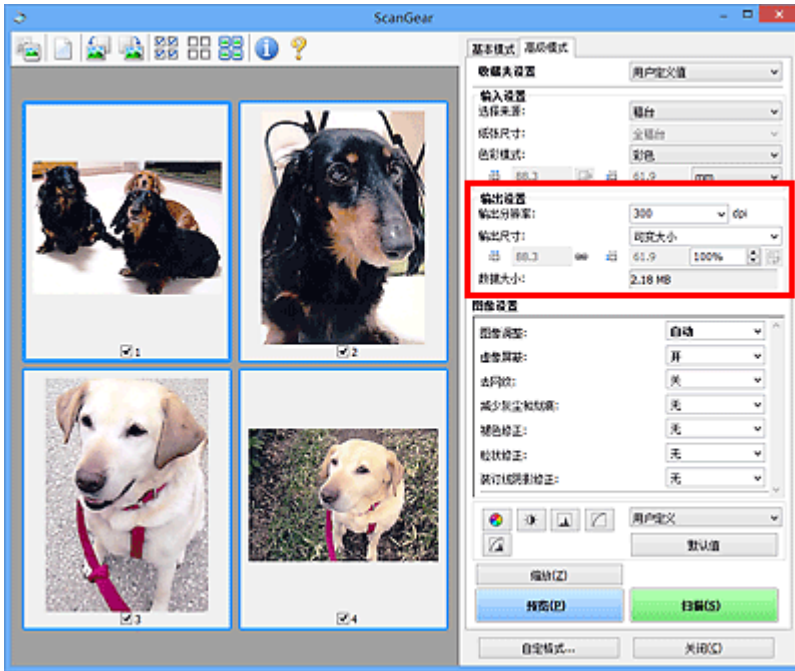 ScanGear
基本模式 高级模式
收藏夹设置 用户定义值
输入设置
选择来源: 稿台
纸张尺寸: 全稿台
色彩模式: 彩色
88.3 61.9 mm
输出设置
输出分辨率: 300 dpi
输出尺寸: 可变大小
88.3 61.9 100%
数据大小: 2.18 MB
图像设置
图像调整: 自动
虚像屏蔽: 开
去网纹: 关
减少灰尘和划痕: 无
褪色修正: 无
粒状修正: 无
装订线阴影修正: 无
用户定义
默认值
缩放(Z)
预览(P) 扫描(S)
自定格式... 关闭(C)
1
2
3
4